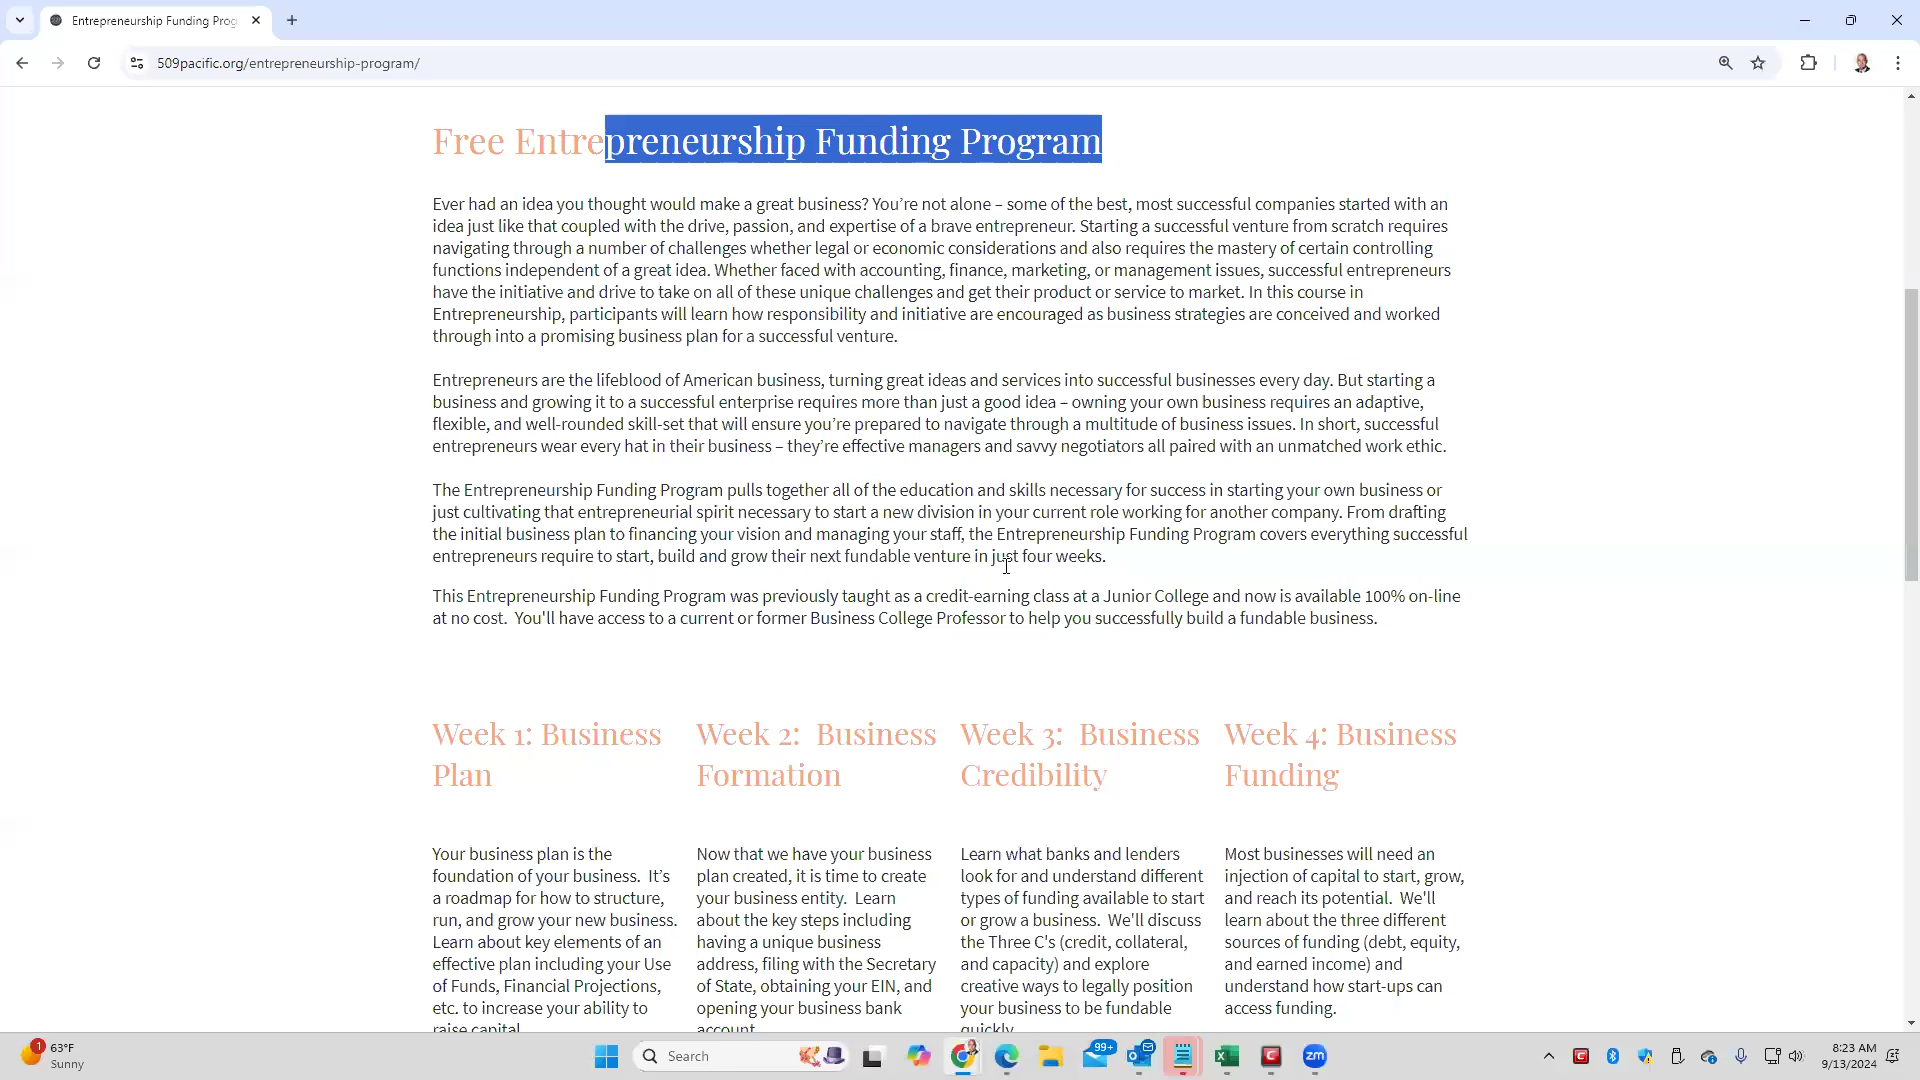 Entrepreneurship Funding Prog
509pacific.org/entrepreneurship-program/
Free Entrepreneurship Funding Program
Ever had an idea you thought would make a great business? You’re not alone – some of the best, most successful companies started with an
idea just like that coupled with the drive, passion, and expertise of a brave entrepreneur. Starting a successful venture from scratch requires
navigating through a number of challenges whether legal or economic considerations and also requires the mastery of certain controlling
functions independent of a great idea. Whether faced with accounting, finance, marketing, or management issues, successful entrepreneurs
have the initiative and drive to take on all of these unique challenges and get their product or service to market. In this course in
Entrepreneurship, participants will learn how responsibility and initiative are encouraged as business strategies are conceived and worked
through into a promising business plan for a successful venture.
Entrepreneurs are the lifeblood of American business, turning great ideas and services into successful businesses every day. But starting a
business and growing it to a successful enterprise requires more than just a good idea – owning your own business requires an adaptive,
flexible, and well-rounded skill-set that will ensure you’re prepared to navigate through a multitude of business issues. In short, successful
entrepreneurs wear every hat in their business – they’re effective managers and savvy negotiators all paired with an unmatched work ethic.
The Entrepreneurship Funding Program pulls together all of the education and skills necessary for success in starting your own business or
just cultivating that entrepreneurial spirit necessary to start a new division in your current role working for another company. From drafting
the initial business plan to financing your vision and managing your staff, the Entrepreneurship Funding Program covers everything successful
entrepreneurs require to start, build and grow their next fundable venture in just four weeks.
This Entrepreneurship Funding Program was previously taught as a credit-earning class at a Junior College and now is available 100% on-line
at no cost.  You'll have access to a current or former Business College Professor to help you successfully build a fundable business.
Week 1: Business
Plan
Your business plan is the
foundation of your business.  It’s
a roadmap for how to structure,
run, and grow your new business.
Learn about key elements of an
effective plan including your Use
of Funds, Financial Projections,
etc. to increase your ability to
raise capital
Week 2:  Business
Formation
Now that we have your business
plan created, it is time to create
your business entity.  Learn
about the key steps including
having a unique business
address, filing with the Secretary
of State, obtaining your EIN, and
opening your business bank
account
Week 3:  Business
Credibility
Learn what banks and lenders
look for and understand different
types of funding available to start
or grow a business.  We'll discuss
the Three C's (credit, collateral,
and capacity) and explore
creative ways to legally position
your business to be fundable
quickly
Week 4: Business
Funding
Most businesses will need an
injection of capital to start, grow,
and reach its potential.  We'll
learn about the three different
sources of funding (debt, equity,
and earned income) and
understand how start-ups can
access funding.
1
63°F
Sunny
Search
99+
zm
8:23 AM
9/13/2024